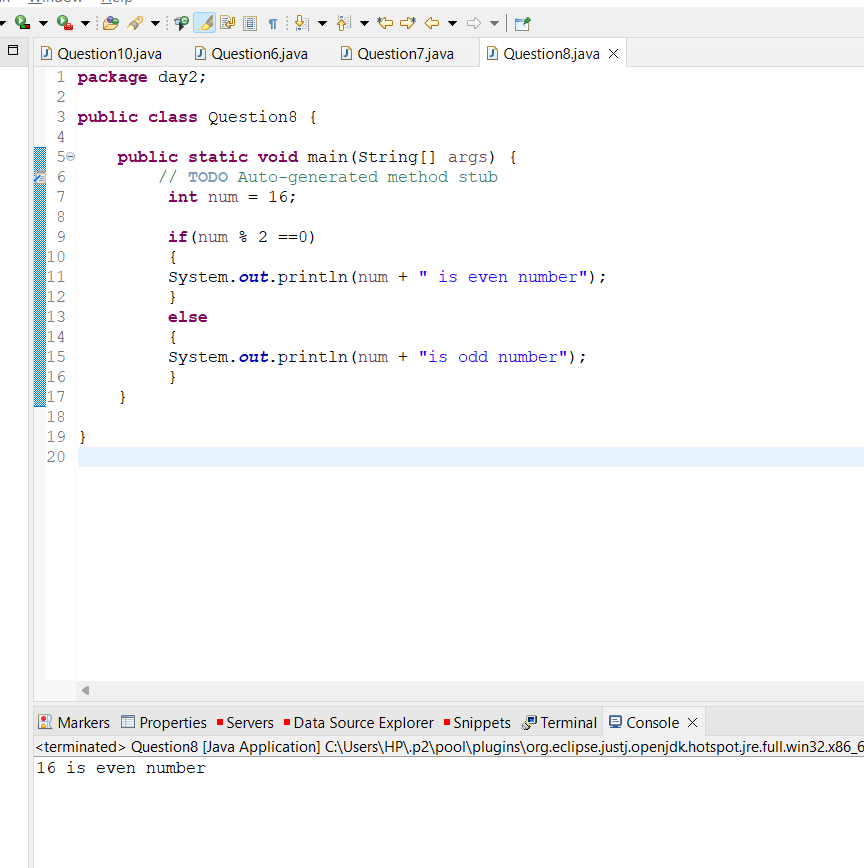 Window Help
Question10.java Question6.java Question7.java Question8.java
1 package day2;
2
3 public class Question8 {
4
5 public static void main(String[] args) {
6 // TODO Auto-generated method stub
7 int num = 16;
8
9 if(num % 2 ==0)
10 {
11 System.out.println(num + " is even number");
12 }
13 else
14 {
15 System.out.println(num + "is odd number");
16 }
17 }
18
19 }
20
Markers Properties Servers Data Source Explorer Snippets Terminal Console
<terminated> Question8 [Java Application] C:\Users\HP\.p2\pool\plugins\org.eclipse.justj.openjdk.hotspot.jre.full.win32.x86_6
16 is even number